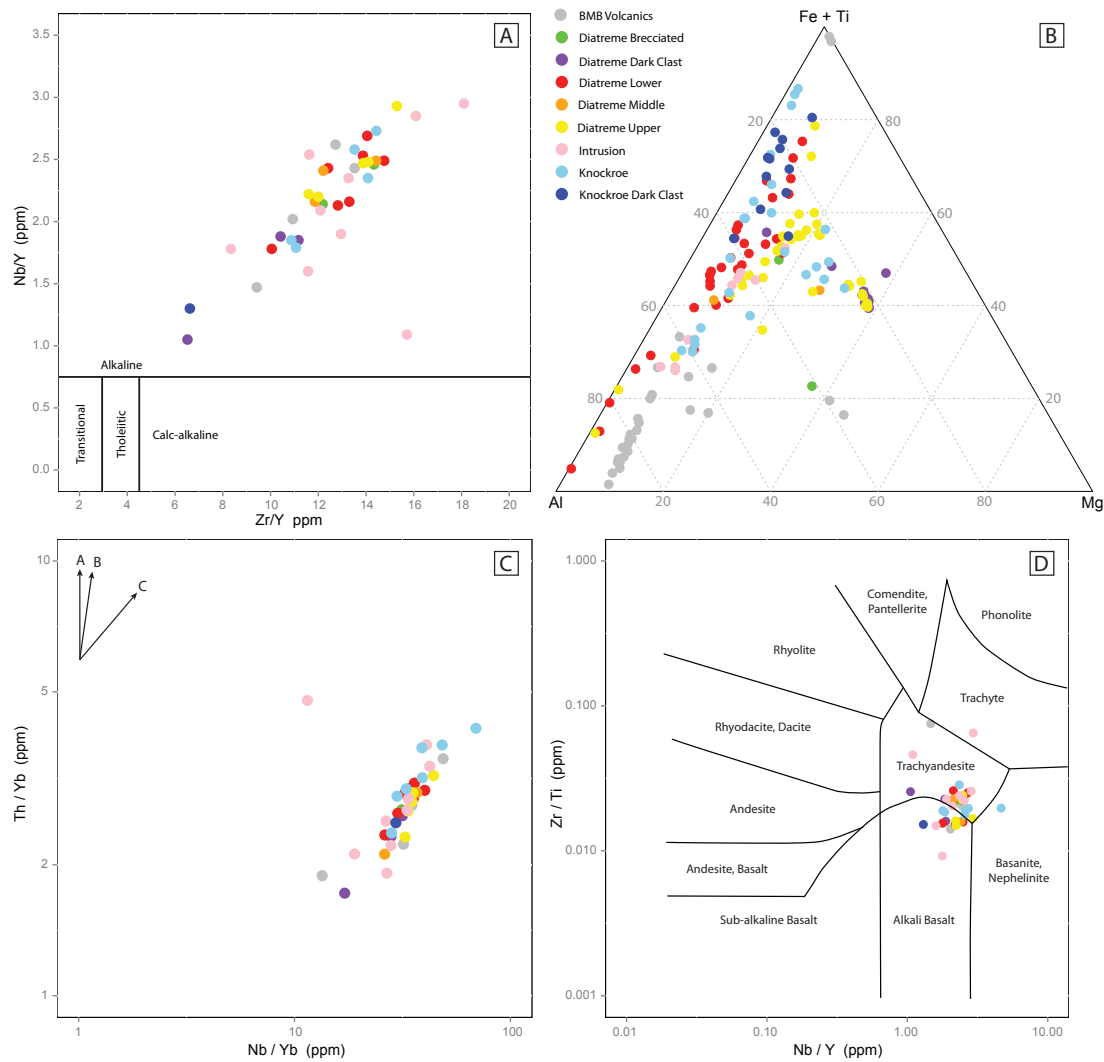 A
3.5
3.0
2.5
2.0
1.5
1.0
0.5
0.0
Nb/Y (ppm)
Alkaline
Transitional
Tholeliitic
Calc-alkaline
2
4
6
8
10
12
14
16
18
20
Zr/Y ppm
BMB Volcanics
Diatreme Brecciated
Diatreme Dark Clast
Diatreme Lower
Diatreme Middle
Diatreme Upper
Intrusion
Knockroe
Knockroe Dark Clast
B
Fe + Ti
20
80
40
60
60
40
80
20
Al
20
40
60
80
Mg
C
A
B
C
10
5
2
1
Th / Yb (ppm)
1
10
100
Nb / Yb (ppm)
D
1.000
0.100
0.010
0.001
Zr / Ti (ppm)
Comendite,
Pantellerite
Phonolite
Rhyolite
Trachyte
Rhyodacite, Dacite
Trachyandesite
Andesite
Andesite, Basalt
Basanite,
Nephelinite
Sub-alkaline Basalt
Alkali Basalt
0.01
0.10
1.00
10.00
Nb / Y (ppm)